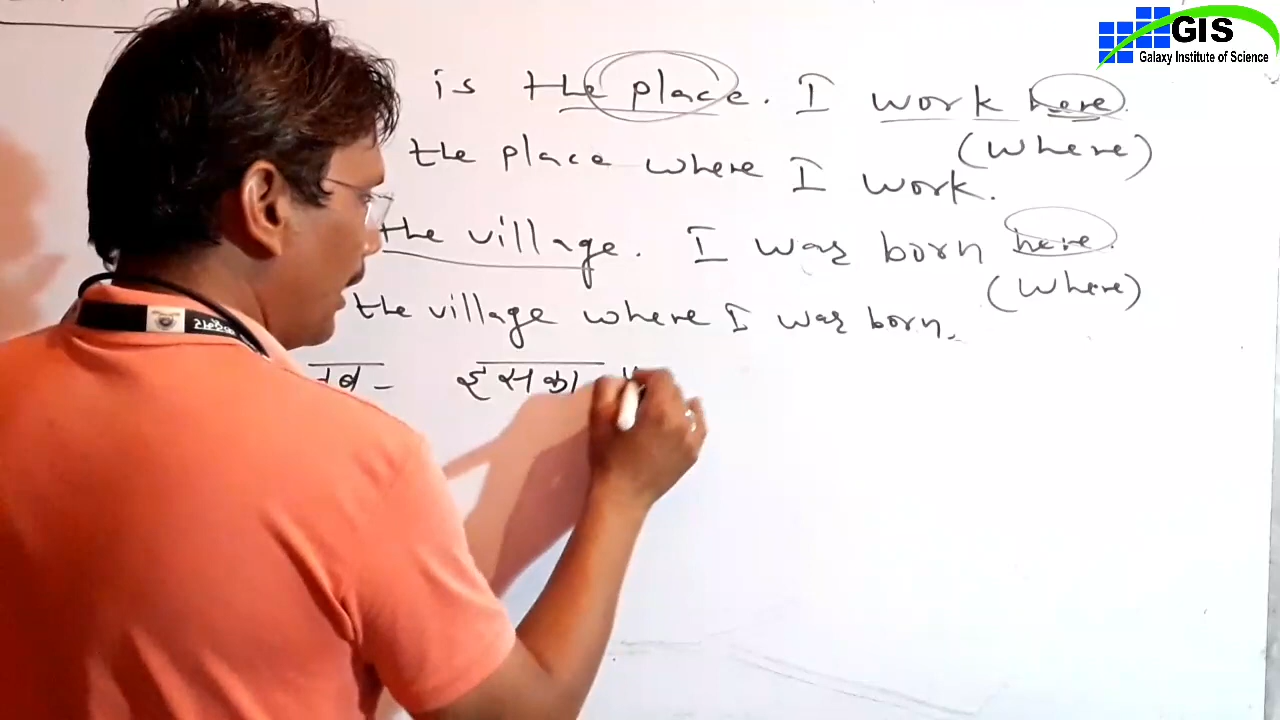 GIS
Galaxy Institute of Science
is the place. I work here.
(where)
the place where I work.
the village. I was born here.
(where)
the village where I was born.
इसका